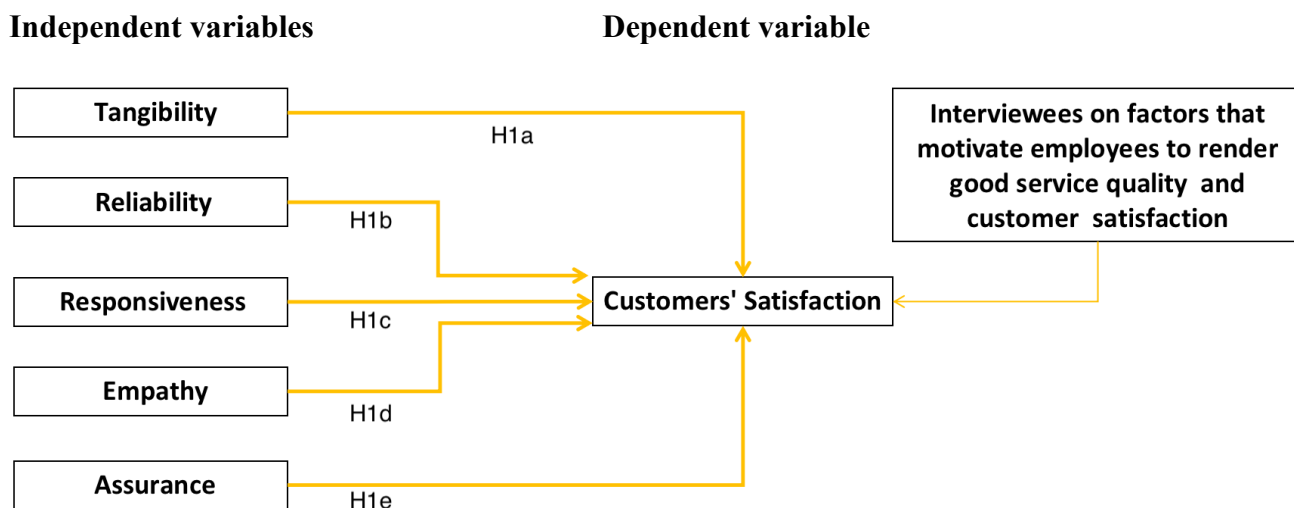 Independent variables
Dependent variable
Tangibility
H1a
Reliability
H1b
Responsiveness
H1c
Empathy
H1d
Assurance
H1e
Customers' Satisfaction
Interviewees on factors that
motivate employees to render
good service quality and
customer satisfaction